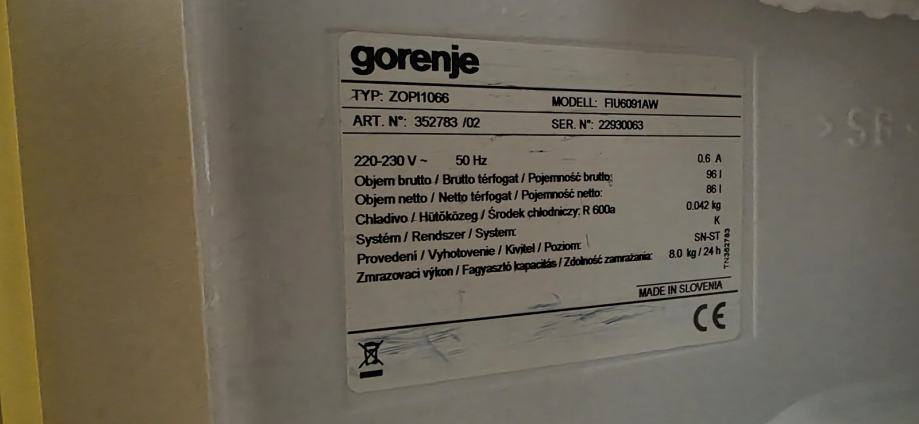 gorenje
TYP: ZOPI1066 MODELL: FIU6091AW
ART. N°: 352783 /02 SER. N°: 22930063
220-230 V ~ 50 Hz 0.6 A
Objem brutto / Brutto térfogat / Pojemność brutto: 96 l
Objem netto / Netto térfogat / Pojemność netto: 86 l
Chladivo / Hűtőközeg / Środek chłodniczy: R 600a 0.042 kg
Systém / Rendszer / System: K
Provedení / Vyhotovenie / Kivitel / Poziom: SN-ST
Zmrazovací výkon / Fagyasztó kapacitás / Zdolność zamrażania: 8.0 kg / 24 h
TN352783
MADE IN SLOVENIA
CE